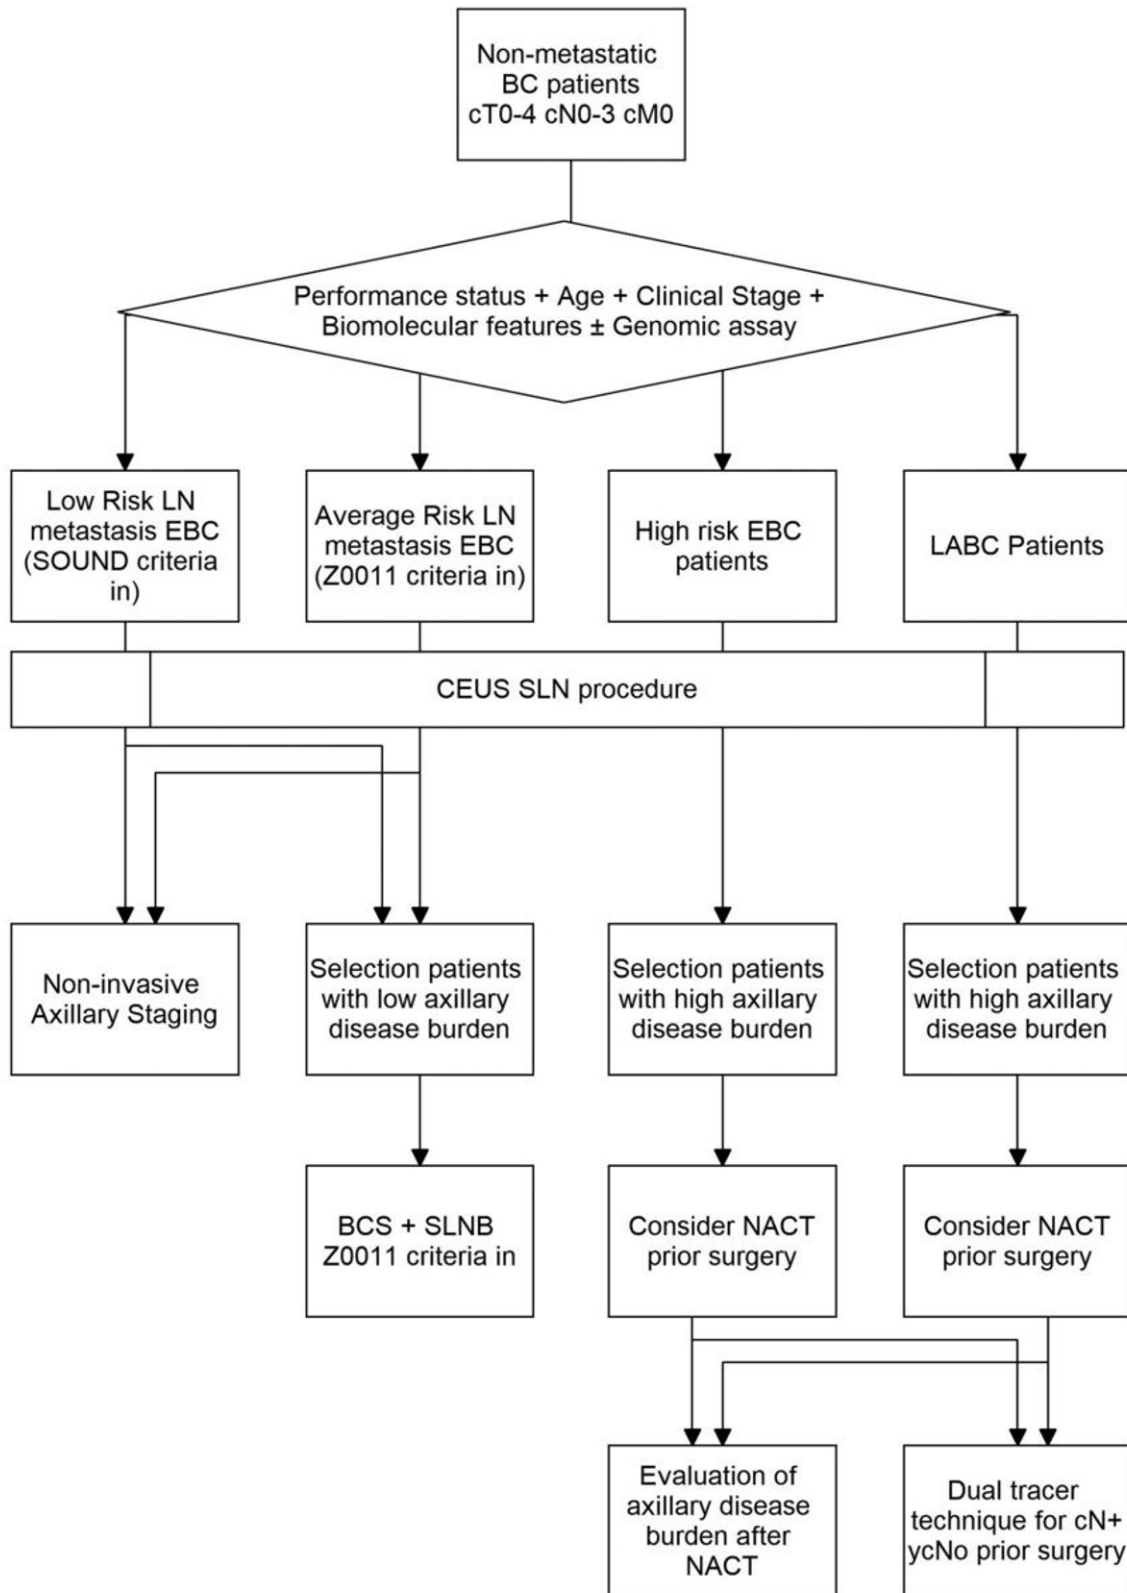 Non-metastatic
BC patients
cT0-4 cN0-3 cM0
Performance status + Age + Clinical Stage +
Biomolecular features ± Genomic assay
Low Risk LN
metastasis EBC
(SOUND criteria
in)
Average Risk LN
metastasis EBC
(Z0011 criteria in)
High risk EBC
patients
LABC Patients
CEUS SLN procedure
Non-invasive
Axillary Staging
Selection patients
with low axillary
disease burden
Selection patients
with high axillary
disease burden
Selection patients
with high axillary
disease burden
BCS + SLNB
Z0011 criteria in
Consider NACT
prior surgery
Consider NACT
prior surgery
Evaluation of
axillary disease
burden after
NACT
Dual tracer
technique for cN+
ycNo prior surgery